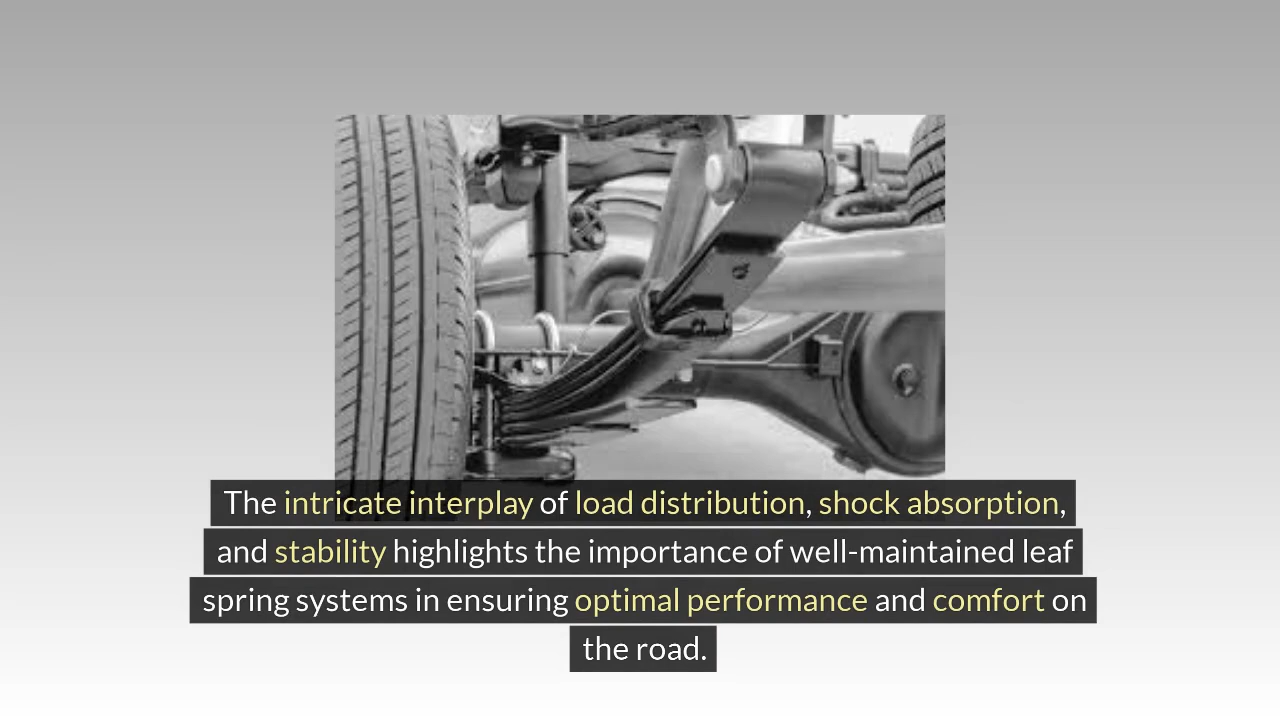 The intricate interplay of load distribution, shock absorption,
and stability highlights the importance of well-maintained leaf
spring systems in ensuring optimal performance and comfort on
the road.